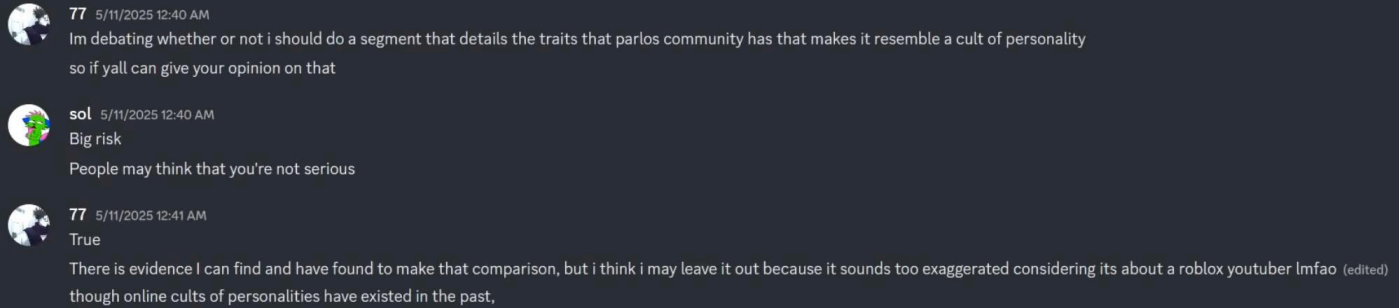 77 5/11/2025 12:40 AM
Im debating whether or not i should do a segment that details the traits that parlos community has that makes it resemble a cult of personality
so if yall can give your opinion on that
sol 5/11/2025 12:40 AM
Big risk
People may think that you're not serious
77 5/11/2025 12:41 AM
True
There is evidence I can find and have found to make that comparison, but i think i may leave it out because it sounds too exaggerated considering its about a roblox youtuber lmfao (edited)
though online cults of personalities have existed in the past,